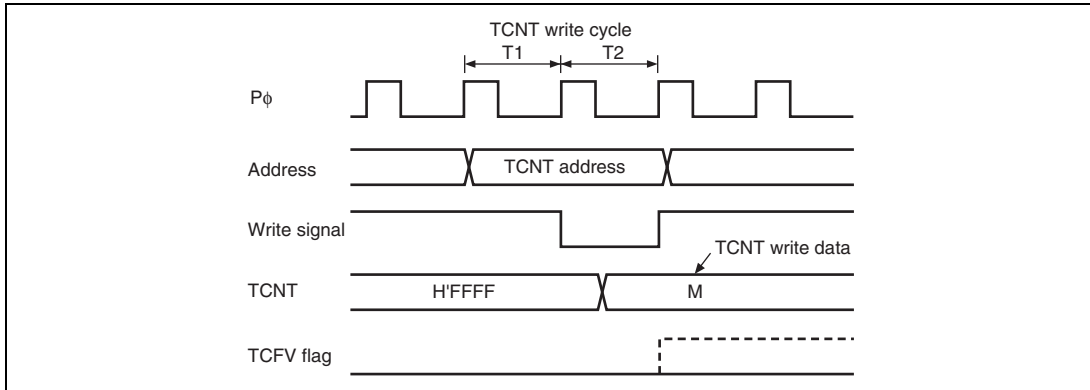 TCNT write cycle
T1 T2
Pϕ
Address TCNT address
Write signal
TCNT write data
TCNT H'FFFF M
TCFV flag